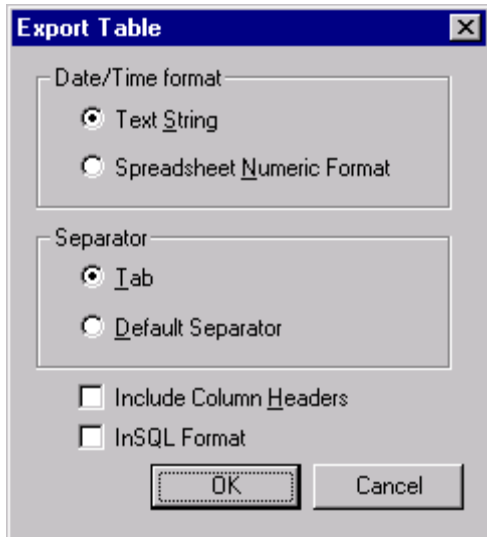 Export Table
Date/Time format
Text String
Spreadsheet Numeric Format
Separator
Tab
Default Separator
Include Column Headers
InSQL Format
OK Cancel